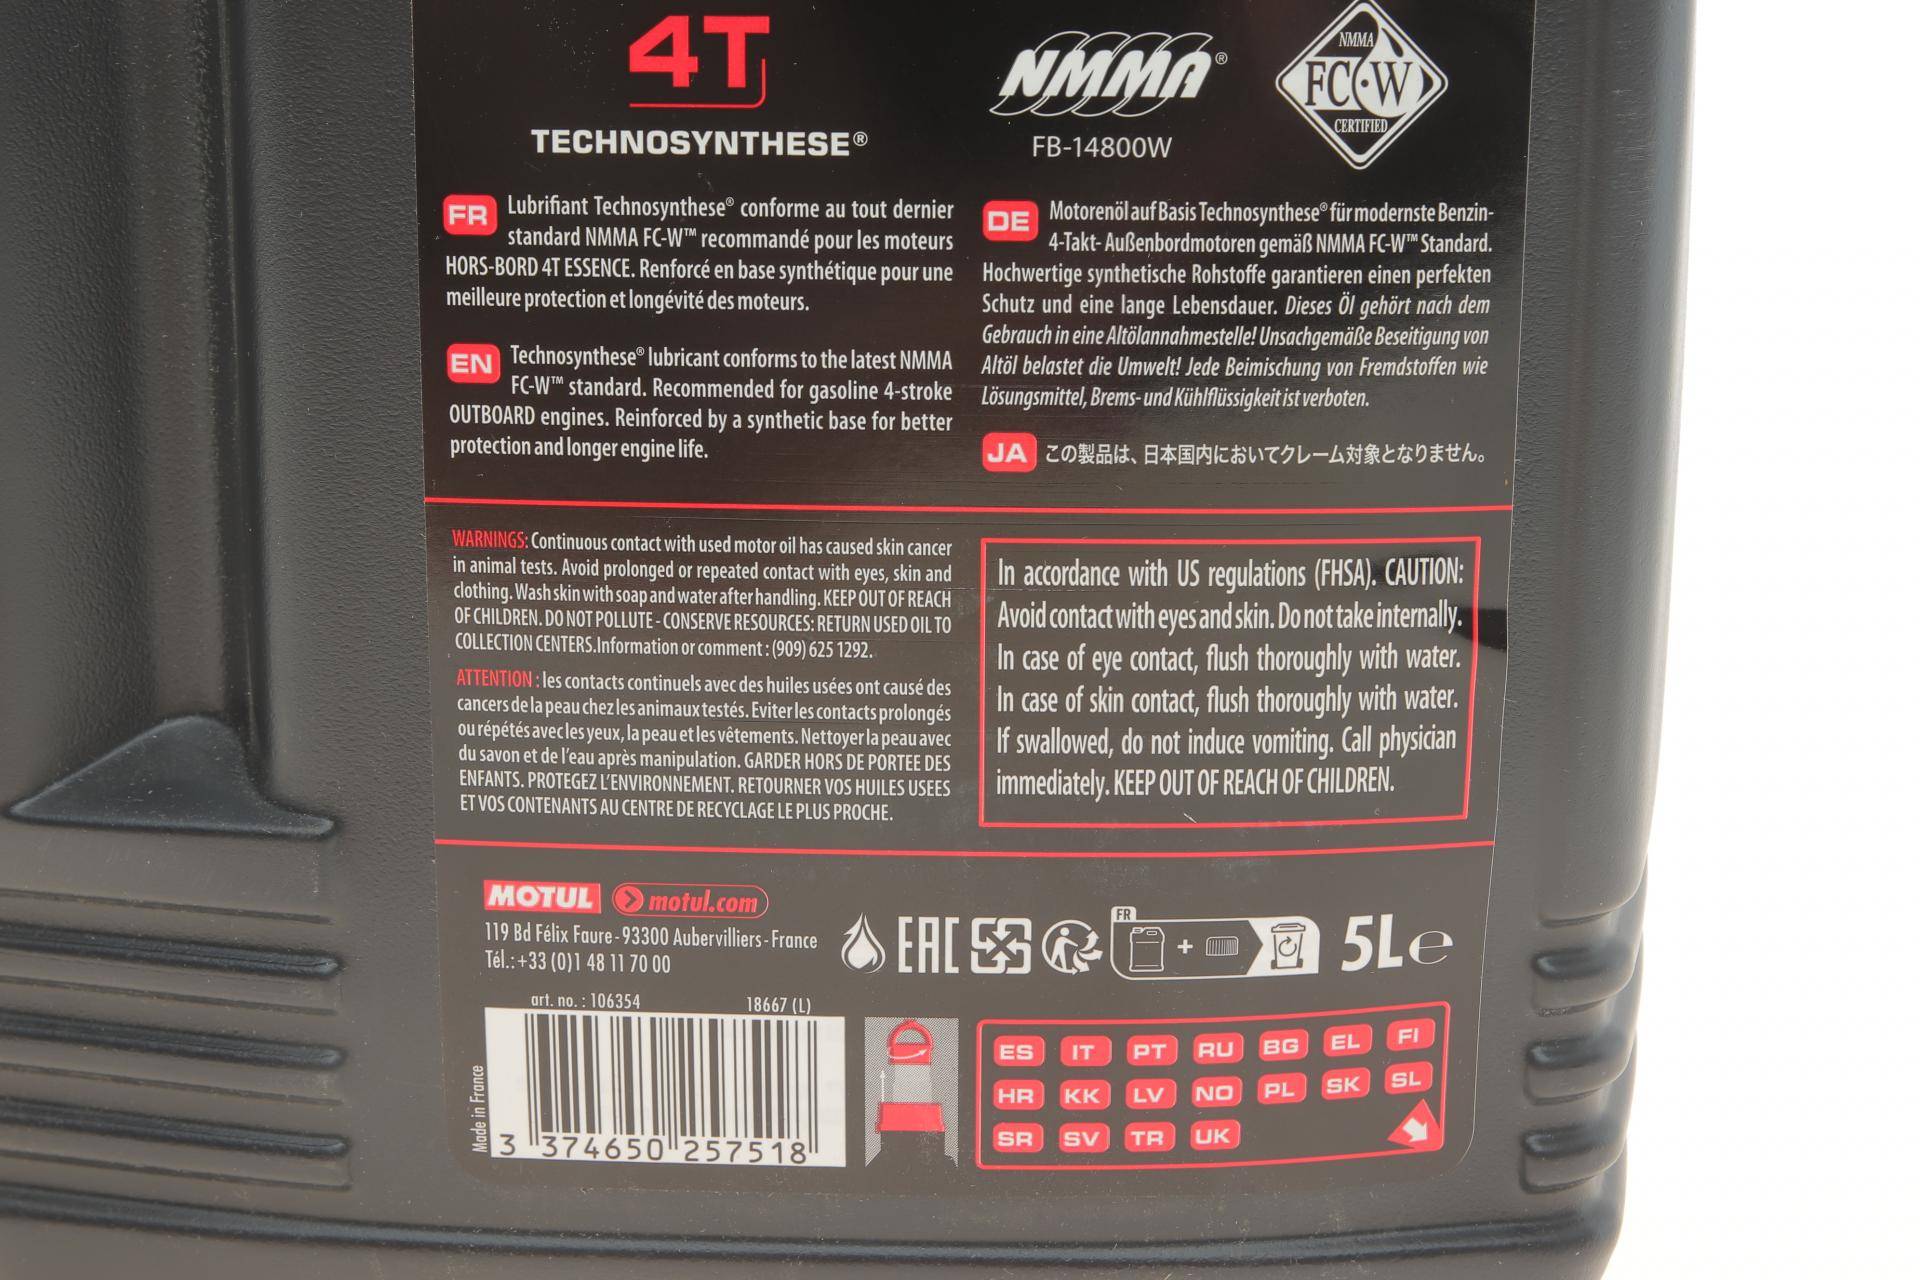 4T
TECHNOSYNTHESE®
NMMA®
FB-14800W
NMMA
FC-W
CERTIFIED
FR Lubrifiant Technosynthese® conforme au tout dernier
standard NMMA FC-W™ recommandé pour les moteurs
HORS-BORD 4T ESSENCE. Renforcé en base synthétique pour une
meilleure protection et longévité des moteurs.
EN Technosynthese® lubricant conforms to the latest NMMA
FC-W™ standard. Recommended for gasoline 4-stroke
OUTBOARD engines. Reinforced by a synthetic base for better
protection and longer engine life.
DE Motorenöl auf Basis Technosynthese® für modernste Benzin-
4-Takt- Außenbordmotoren gemäß NMMA FC-W™ Standard.
Hochwertige synthetische Rohstoffe garantieren einen perfekten
Schutz und eine lange Lebensdauer. Dieses Öl gehört nach dem
Gebrauch in eine Altölannahmestelle! Unsachgemäße Beseitigung von
Altöl belastet die Umwelt! Jede Beimischung von Fremdstoffen wie
Lösungsmittel, Brems- und Kühlflüssigkeit ist verboten.
JA この製品は、日本国内においてクレーム対象となりません。
WARNINGS: Continuous contact with used motor oil has caused skin cancer
in animal tests. Avoid prolonged or repeated contact with eyes, skin and
clothing. Wash skin with soap and water after handling. KEEP OUT OF REACH
OF CHILDREN. DO NOT POLLUTE - CONSERVE RESOURCES: RETURN USED OIL TO
COLLECTION CENTERS.Information or comment : (909) 625 1292.
ATTENTION : les contacts continuels avec des huiles usées ont causé des
cancers de la peau chez les animaux testés. Eviter les contacts prolongés
ou répétés avec les yeux, la peau et les vêtements. Nettoyer la peau avec
du savon et de l'eau après manipulation. GARDER HORS DE PORTEE DES
ENFANTS. PROTEGEZ L'ENVIRONNEMENT. RETOURNER VOS HUILES USEES
ET VOS CONTENANTS AU CENTRE DE RECYCLAGE LE PLUS PROCHE.
In accordance with US regulations (FHSA). CAUTION:
Avoid contact with eyes and skin. Do not take internally.
In case of eye contact, flush thoroughly with water.
In case of skin contact, flush thoroughly with water.
If swallowed, do not induce vomiting. Call physician
immediately. KEEP OUT OF REACH OF CHILDREN.
MOTUL motul.com
119 Bd Félix Faure - 93300 Aubervilliers - France
Tél.: +33 (0)1 48 11 70 00
EAC
FR
+
5L e
art. no. : 106354 18667 (L)
Made in France
3 374650 257518
ES IT PT RU BG EL FI
HR KK LV NO PL SK SL
SR SV TR UK